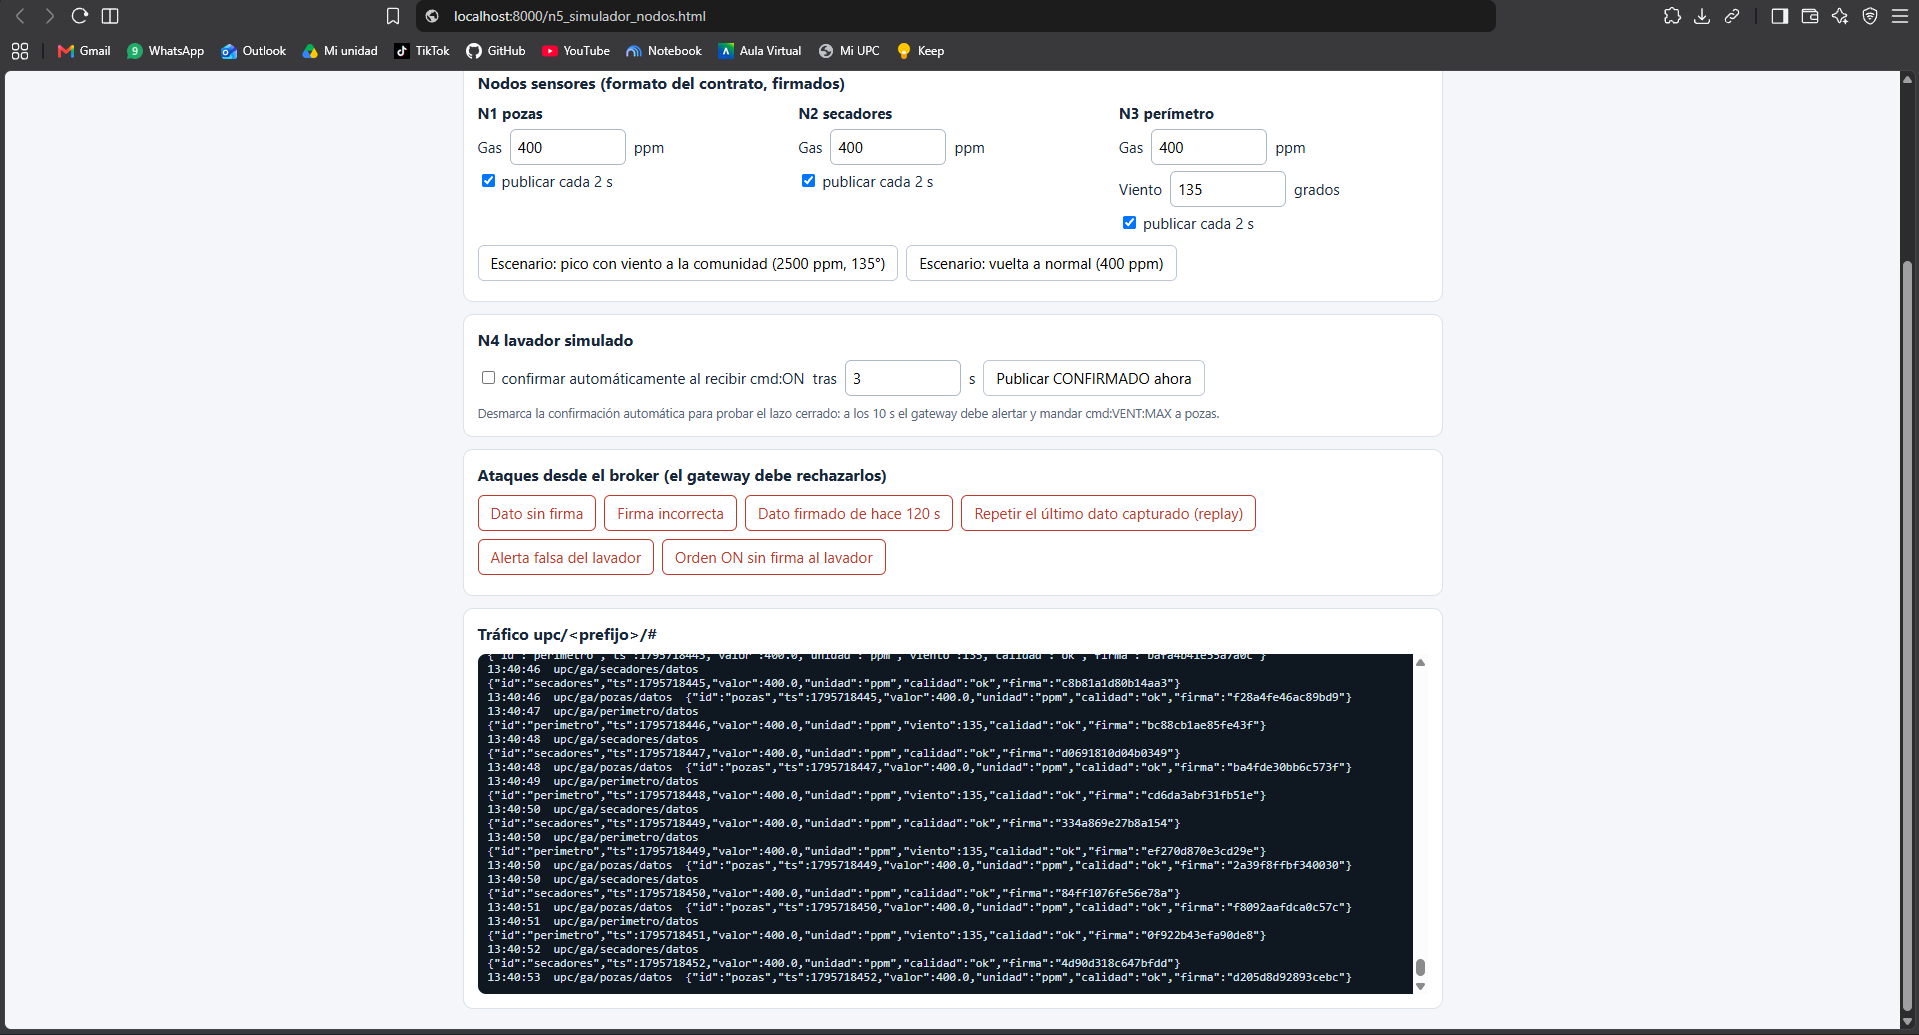 localhost:8000/n5_simulador_nodos.html
Gmail
9 WhatsApp
Outlook
Mi unidad
TikTok
GitHub
YouTube
Notebook
Aula Virtual
Mi UPC
Keep
Nodos sensores (formato del contrato, firmados)
N1 pozas
Gas 400 ppm
publicar cada 2 s
N2 secadores
Gas 400 ppm
publicar cada 2 s
N3 perímetro
Gas 400 ppm
Viento 135 grados
publicar cada 2 s
Escenario: pico con viento a la comunidad (2500 ppm, 135°)
Escenario: vuelta a normal (400 ppm)
N4 lavador simulado
confirmar automáticamente al recibir cmd:ON tras 3 s Publicar CONFIRMADO ahora
Desmarca la confirmación automática para probar el lazo cerrado: a los 10 s el gateway debe alertar y mandar cmd:VENT:MAX a pozas.
Ataques desde el broker (el gateway debe rechazarlos)
Dato sin firma
Firma incorrecta
Dato firmado de hace 120 s
Repetir el último dato capturado (replay)
Alerta falsa del lavador
Orden ON sin firma al lavador
Tráfico upc/<prefijo>/#
{"id":"perimetro","ts":1795718445,"valor":400.0,"unidad":"ppm","viento":135,"calidad":"ok","firma":"bafa4b41e55a7a0c"}
13:40:46 upc/ga/secadores/datos
{"id":"secadores","ts":1795718445,"valor":400.0,"unidad":"ppm","calidad":"ok","firma":"c8b81a1d80b14aa3"}
13:40:46 upc/ga/pozas/datos {"id":"pozas","ts":1795718445,"valor":400.0,"unidad":"ppm","calidad":"ok","firma":"f28a4fe46ac89bd9"}
13:40:47 upc/ga/perimetro/datos
{"id":"perimetro","ts":1795718446,"valor":400.0,"unidad":"ppm","viento":135,"calidad":"ok","firma":"bc88cb1ae85fe43f"}
13:40:48 upc/ga/secadores/datos
{"id":"secadores","ts":1795718447,"valor":400.0,"unidad":"ppm","calidad":"ok","firma":"d0691810d04b0349"}
13:40:48 upc/ga/pozas/datos {"id":"pozas","ts":1795718447,"valor":400.0,"unidad":"ppm","calidad":"ok","firma":"ba4fde30bb6c573f"}
13:40:49 upc/ga/perimetro/datos
{"id":"perimetro","ts":1795718448,"valor":400.0,"unidad":"ppm","viento":135,"calidad":"ok","firma":"cd6da3abf31fb51e"}
13:40:50 upc/ga/secadores/datos
{"id":"secadores","ts":1795718449,"valor":400.0,"unidad":"ppm","calidad":"ok","firma":"334a869e27b8a154"}
13:40:50 upc/ga/perimetro/datos
{"id":"perimetro","ts":1795718449,"valor":400.0,"unidad":"ppm","viento":135,"calidad":"ok","firma":"ef270d870e3cd29e"}
13:40:50 upc/ga/pozas/datos {"id":"pozas","ts":1795718449,"valor":400.0,"unidad":"ppm","calidad":"ok","firma":"2a39f8ffbf340030"}
13:40:50 upc/ga/secadores/datos
{"id":"secadores","ts":1795718450,"valor":400.0,"unidad":"ppm","calidad":"ok","firma":"84ff1076fe56e78a"}
13:40:51 upc/ga/pozas/datos {"id":"pozas","ts":1795718450,"valor":400.0,"unidad":"ppm","calidad":"ok","firma":"f8092aafdca0c57c"}
13:40:51 upc/ga/perimetro/datos
{"id":"perimetro","ts":1795718451,"valor":400.0,"unidad":"ppm","viento":135,"calidad":"ok","firma":"0f922b43efa90de8"}
13:40:52 upc/ga/secadores/datos
{"id":"secadores","ts":1795718452,"valor":400.0,"unidad":"ppm","calidad":"ok","firma":"4d90d318c647bfdd"}
13:40:53 upc/ga/pozas/datos {"id":"pozas","ts":1795718452,"valor":400.0,"unidad":"ppm","calidad":"ok","firma":"d205d8d92893cebc"}